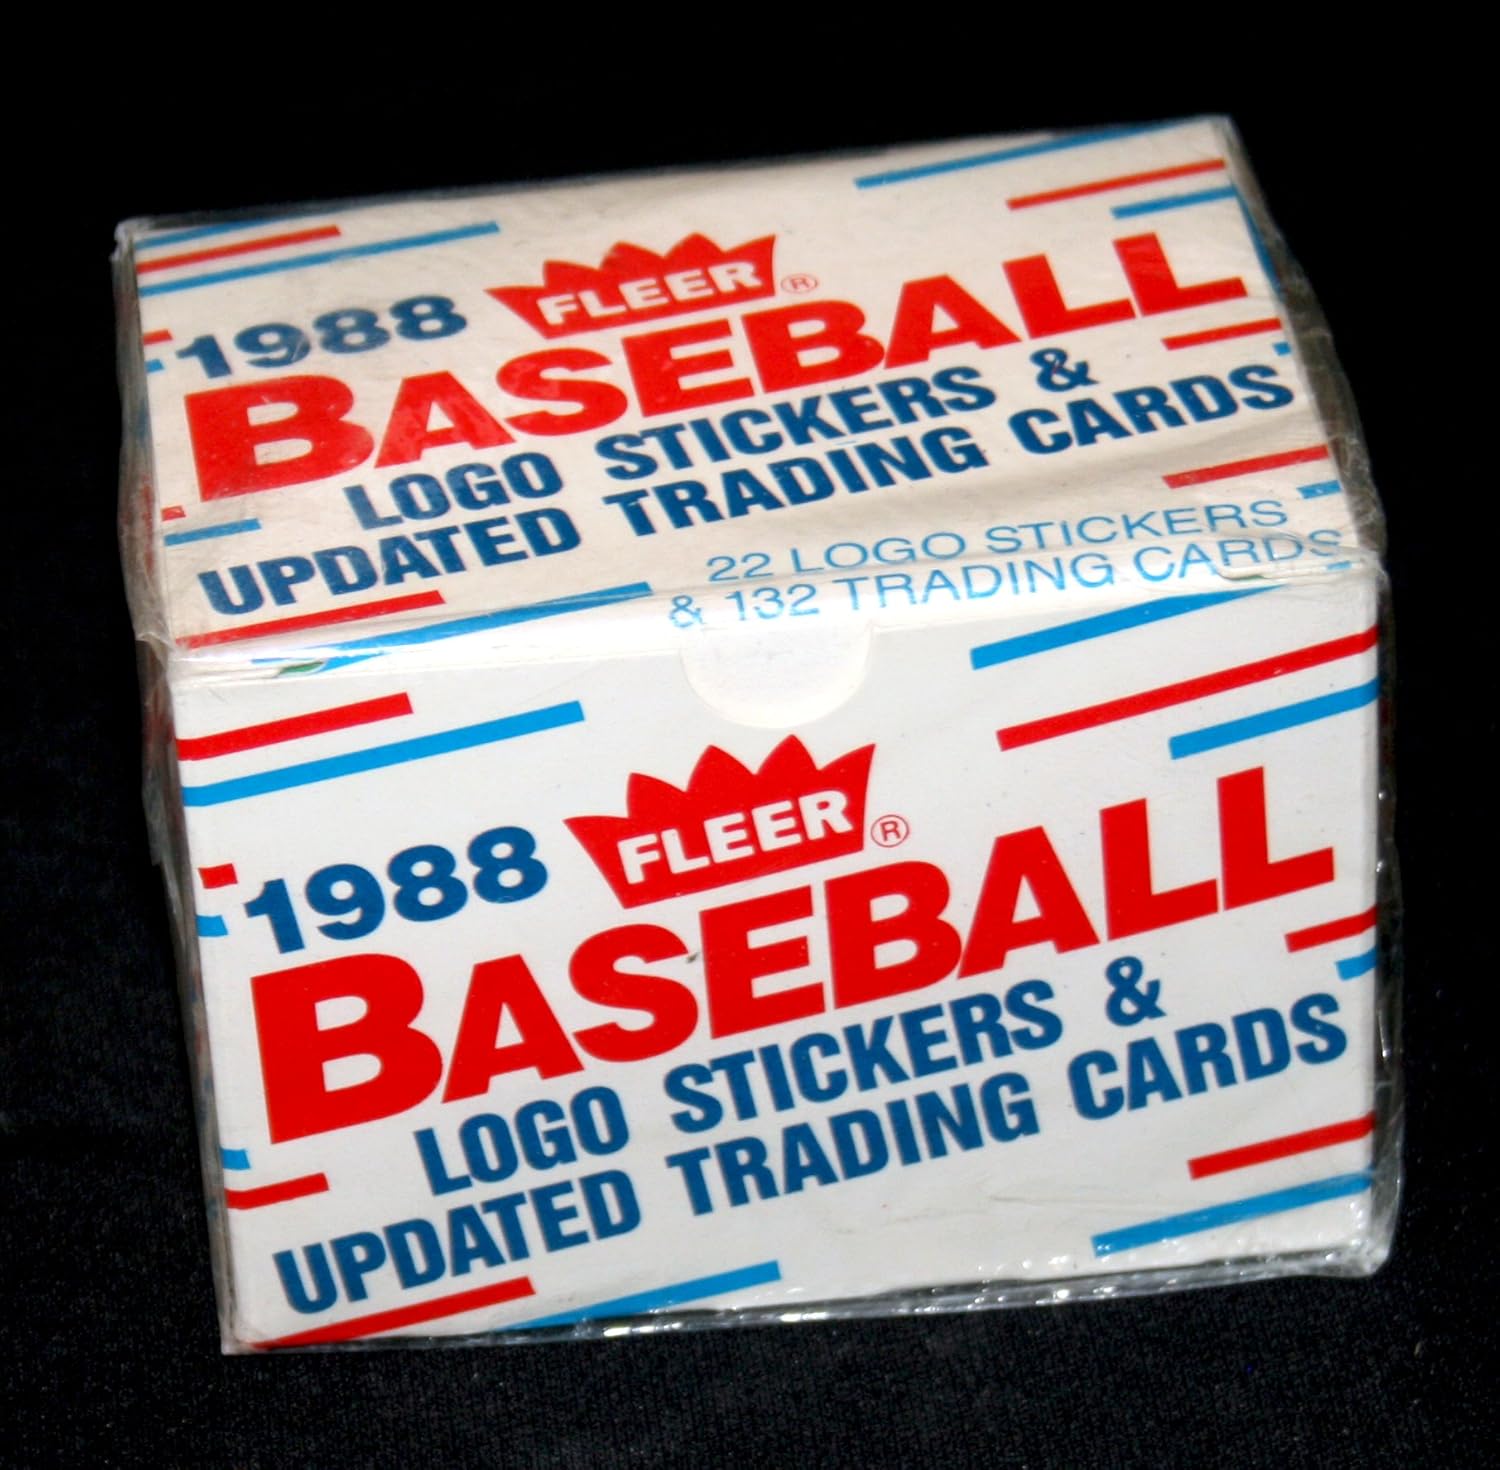 1988 FLEER ®
BASEBALL
LOGO STICKERS &
UPDATED TRADING CARDS
22 LOGO STICKERS
& 132 TRADING CARDS
1988 FLEER ®
BASEBALL
LOGO STICKERS &
UPDATED TRADING CARDS